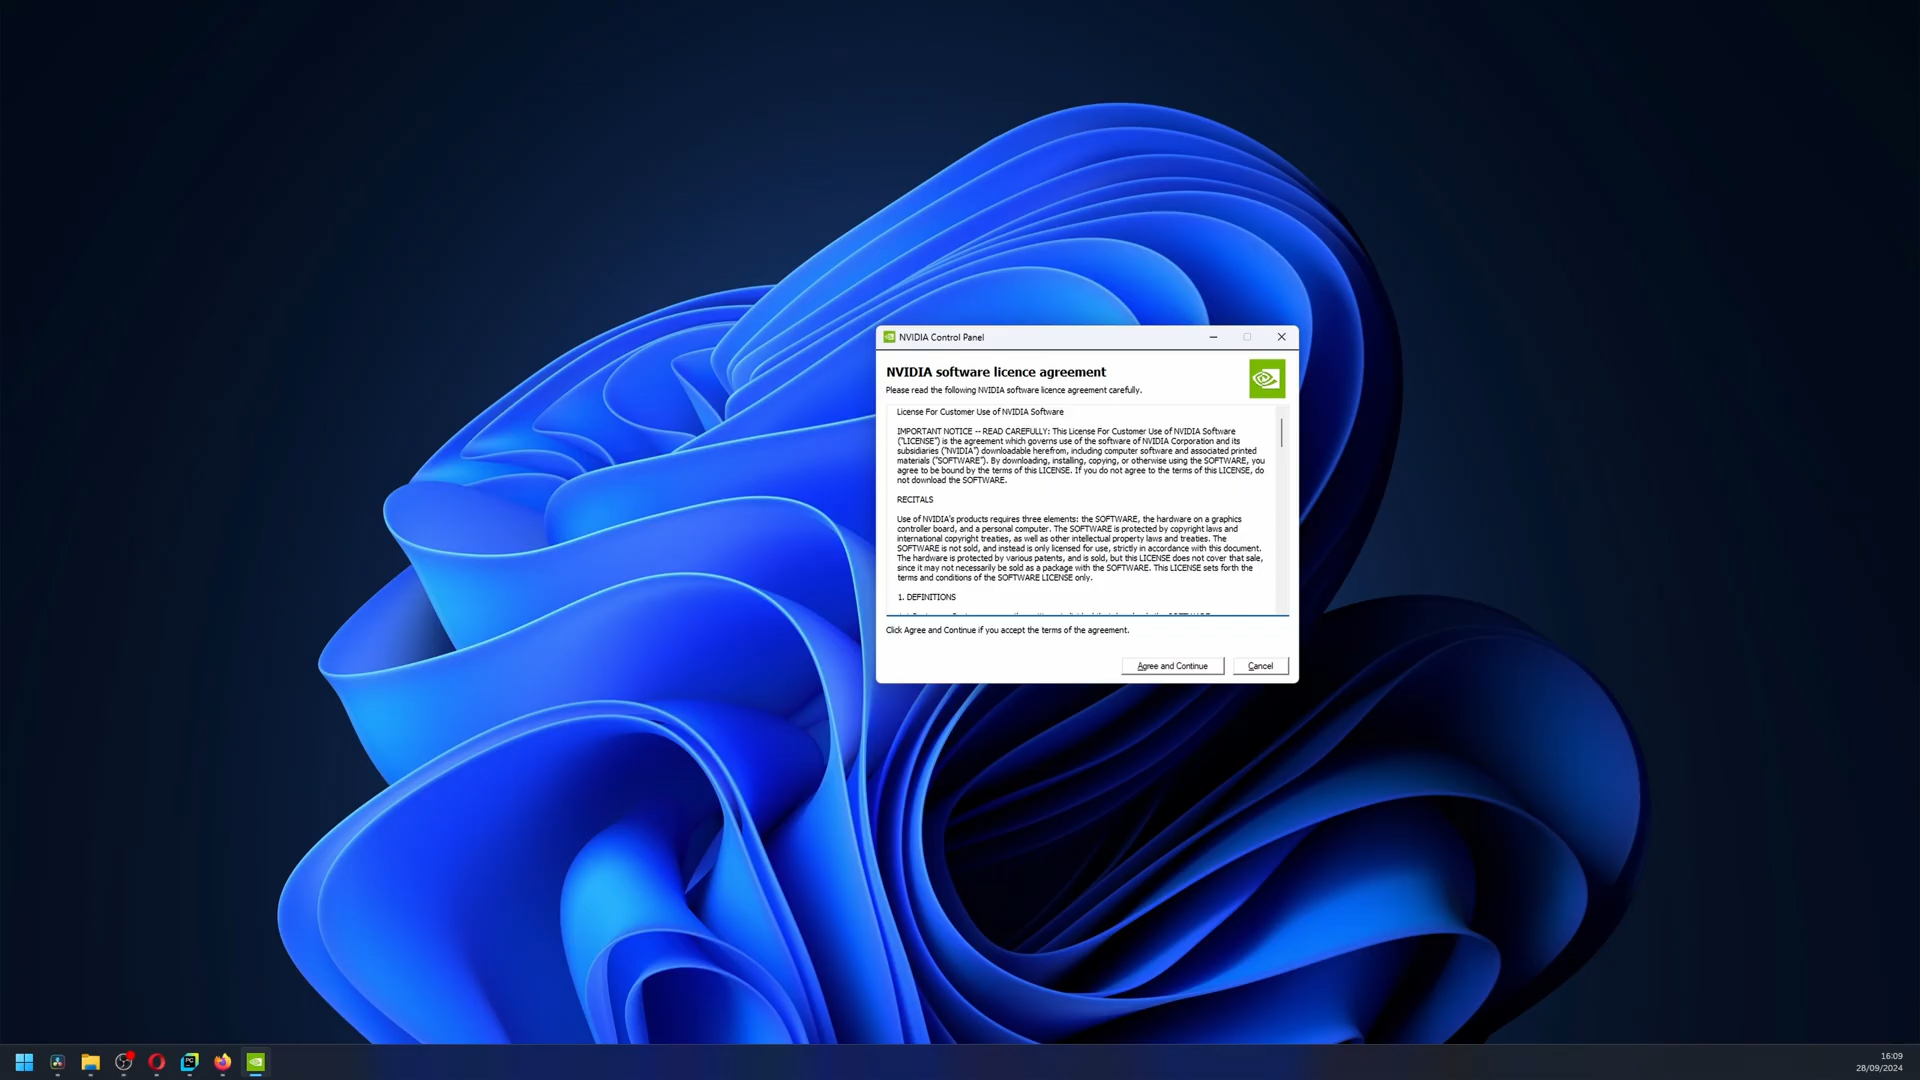 NVIDIA Control Panel
NVIDIA software licence agreement
Please read the following NVIDIA software licence agreement carefully.
License For Customer Use of NVIDIA Software
IMPORTANT NOTICE -- READ CAREFULLY: This License For Customer Use of NVIDIA Software
("LICENSE") is the agreement which governs use of the software of NVIDIA Corporation and its
subsidiaries ("NVIDIA") downloadable herefrom, including computer software and associated printed
materials ("SOFTWARE"). By downloading, installing, copying, or otherwise using the SOFTWARE, you
agree to be bound by the terms of this LICENSE. If you do not agree to the terms of this LICENSE, do
not download the SOFTWARE.
RECITALS
Use of NVIDIA's products requires three elements: the SOFTWARE, the hardware on a graphics
controller board, and a personal computer. The SOFTWARE is protected by copyright laws and
international copyright treaties, as well as other intellectual property laws and treaties. The
SOFTWARE is not sold, and instead is only licensed for use, strictly in accordance with this document.
The hardware is protected by various patents, and is sold, but this LICENSE does not cover that sale,
since it may not necessarily be sold as a package with the SOFTWARE. This LICENSE sets forth the
terms and conditions of the SOFTWARE LICENSE only.
1. DEFINITIONS
Click Agree and Continue if you accept the terms of the agreement.
Agree and Continue
Cancel
PC
16:09
28/09/2024